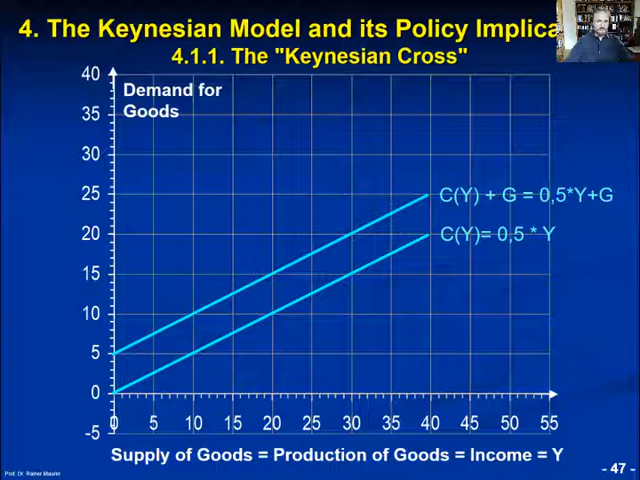 4. The Keynesian Model and its Policy Implica
4.1.1. The "Keynesian Cross"
40
Demand for
Goods
35
30
25
C(Y) + G = 0,5*Y+G
20
C(Y)= 0,5 * Y
15
10
5
0
0 5 10 15 20 25 30 35 40 45 50 55
-5
Supply of Goods = Production of Goods = Income = Y
Prof. Dr. Rainer Maurer
- 47 -